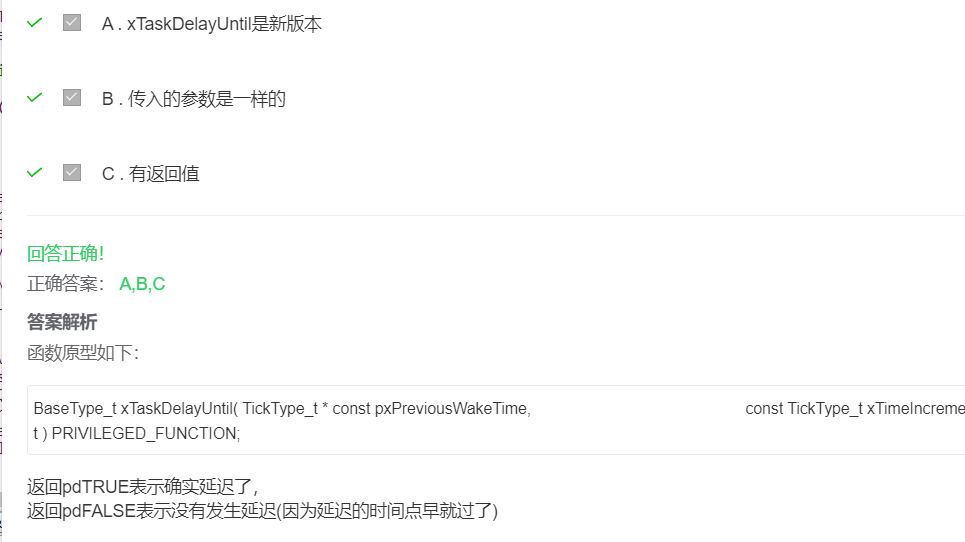 A . xTaskDelayUntil是新版本
B . 传入的参数是一样的
C . 有返回值
回答正确!
正确答案： A,B,C
答案解析
函数原型如下：
BaseType_t xTaskDelayUntil( TickType_t * const pxPreviousWakeTime, const TickType_t xTimeIncreme
t ) PRIVILEGED_FUNCTION;
返回pdTRUE表示确实延迟了,
返回pdFALSE表示没有发生延迟(因为延迟的时间点早就过了)